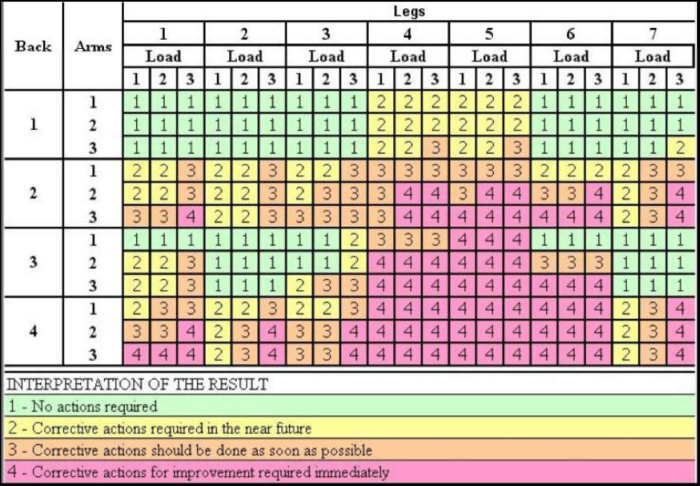 Legs
Back Arms 1 2 3 4 5 6 7
Load Load Load Load Load Load Load
1 2 3 1 2 3 1 2 3 1 2 3 1 2 3 1 2 3 1 2 3
1 1 1 1 1 1 1 1 1 1 2 2 2 2 2 2 1 1 1 1 1 1
1 2 1 1 1 1 1 1 1 1 1 2 2 2 2 2 2 1 1 1 1 1 1
3 1 1 1 1 1 1 1 1 1 2 2 3 2 2 3 1 1 1 1 1 2
1 2 2 3 2 2 3 2 2 3 3 3 3 3 3 3 2 2 2 2 3 3
2 2 2 2 3 2 2 3 2 3 3 3 4 4 3 4 4 3 3 4 2 3 4
3 3 3 4 2 2 3 3 3 3 3 4 4 4 4 4 4 4 4 2 3 4
1 1 1 1 1 1 1 1 1 2 3 3 3 4 4 4 1 1 1 1 1 1
3 2 2 2 3 1 1 1 1 1 2 4 4 4 4 4 4 3 3 3 1 1 1
3 2 2 3 1 1 1 2 3 3 4 4 4 4 4 4 4 4 4 1 1 1
1 2 3 3 2 2 3 2 2 3 4 4 4 4 4 4 4 4 4 2 3 4
4 2 3 3 4 2 3 4 3 3 4 4 4 4 4 4 4 4 4 4 2 3 4
3 4 4 4 2 3 4 3 3 4 4 4 4 4 4 4 4 4 4 2 3 4
INTERPRETATION OF THE RESULT
1 - No actions required
2 - Corrective actions required in the near future
3 - Corrective actions should be done as soon as possible
4 - Corrective actions for improvement required immediately